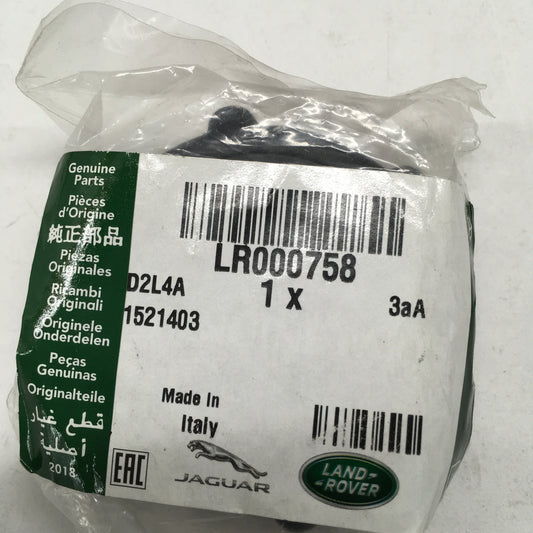 Genuine
Parts
Pièces
d'Origine
純正部品
Piezas
Originales
Ricambi
Originali
Originele
Onderdelen
Peças
Genuinas
Originalteile
قطع غيار
أصلية
2018
LR000758
D2L4A
1 x
3aA
1521403
Made In
Italy
EAC
JAGUAR
LAND-
-ROVER